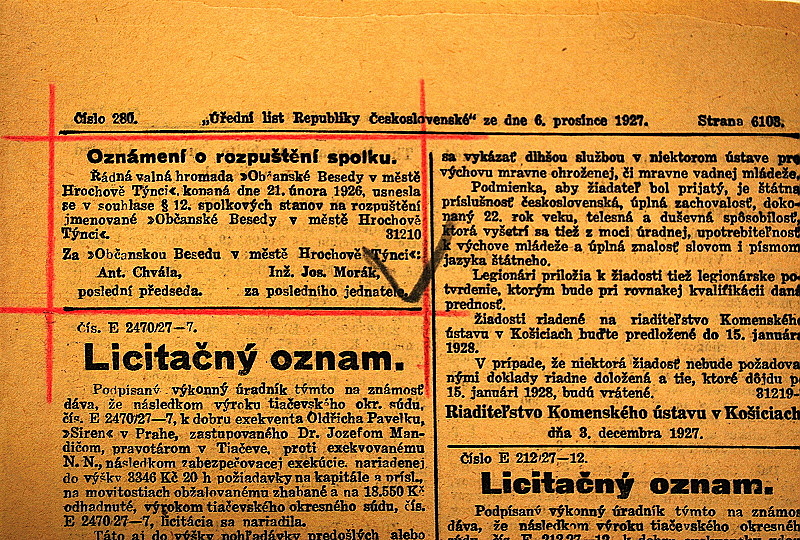 Číslo 280. „Úřední list Republiky Československé“ ze dne 6. prosince 1927. Strana 6103.
Oznámení o rozpuštění spolku.
Řádná valná hromada »Občanské Besedy v městě
Hrochově Týnci«, konaná dne 21. února 1926, usnesla
se v souhlase § 12. spolkových stanov na rozpuštění
jmenované »Občanské Besedy v městě Hrochově
Týnci«. 31210
Za »Občanskou Besedu v městě Hrochově Týnci«:
Ant. Chvála, Inž. Jos. Morák,
poslední předseda. za posledního jednatele.
čís. E 2470/27—7.
Licitačný oznam.
Podpisaný výkonný úradník týmto na známosť
dáva, že následkom výroku tiačevského okr. súdu,
čís. E 2470/27—7, k dobru exekventa Oldřicha Pavelku,
»Siren« v Prahe, zastupovaného Dr. Jozefom Man-
dičom, pravotárom v Tiačeve, proti exekvovanému
N. N., následkom zabezpečovacej exekúcie, nariadenej
do výšky 3346 Kč 20 h požiadavky na kapitále a prísl.,
na movitostiach obžalovanému zhabané a na 18.550 Kč
odhadnuté, výrokom tiačevského okresného súdu, čís.
E 2470/27—7, licitácia sa nariadila.
Táto aj do výšky pohľadávky predošlých alebo
sa vykázať dlhšou službou v niektorom ústave pre
výchovu mravne ohroženej, či mravne vadnej mládeže.
Podmienka, aby žiadateľ bol prijatý, je štátna
príslušnosť československá, úplná zachovalosť, doko-
naný 22. rok veku, telesná a duševná spôsobilosť,
ktorá vyšetrí sa tiež z moci úradnej, upotrebiteľnosť
k výchove mládeže a úplná znalosť slovom i písmom
jazyka štátneho.
Legionári priložia k žiadosti tiež legionárske po-
tvrdenie, ktorým bude pri rovnakej kvalifikácii daná
prednosť.
Žiadosti riadené na riaditeľstvo Komenského
ústavu v Košiciach buďte predložené do 15. januára
1928.
V prípade, že niektorá žiadosť nebude požadova-
nými doklady riadne doložená a tie, ktoré dôjdu po
15. januári 1928, budú vrátené. 31219-
Riaditeľstvo Komenského ústavu v Košiciach
dňa 3. decembra 1927.
Číslo E 212/27—12.
Licitačný oznam.
Podpísaný výkonný úradník týmto na známosť
dáva, že následkom výroku tiačevského okresného